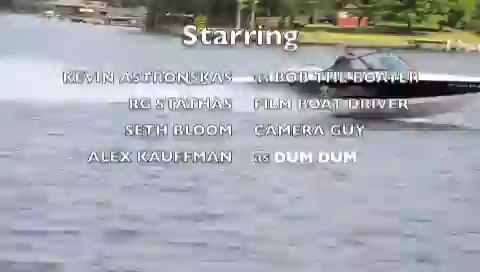 Starring
KEVIN ASTRONSKAS as BOB THE BOATER
RG STATHAS FILM BOAT DRIVER
SETH BLOOM CAMERA GUY
ALEX KAUFFMAN as DUM DUM